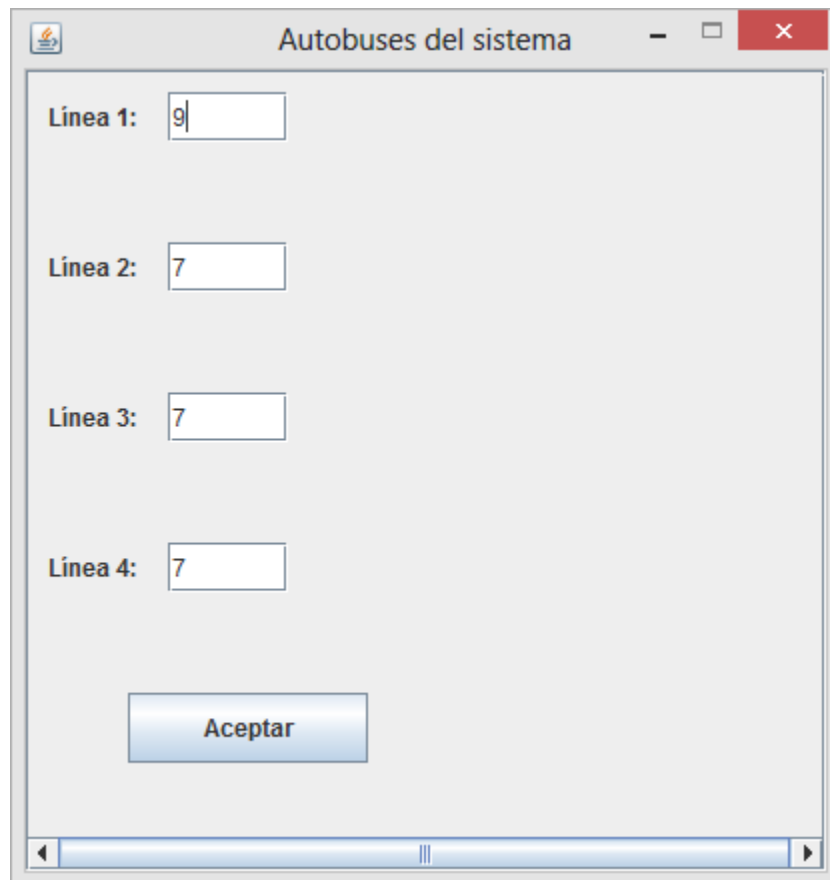 Autobuses del sistema
Línea 1: 9
Línea 2: 7
Línea 3: 7
Línea 4: 7
Aceptar